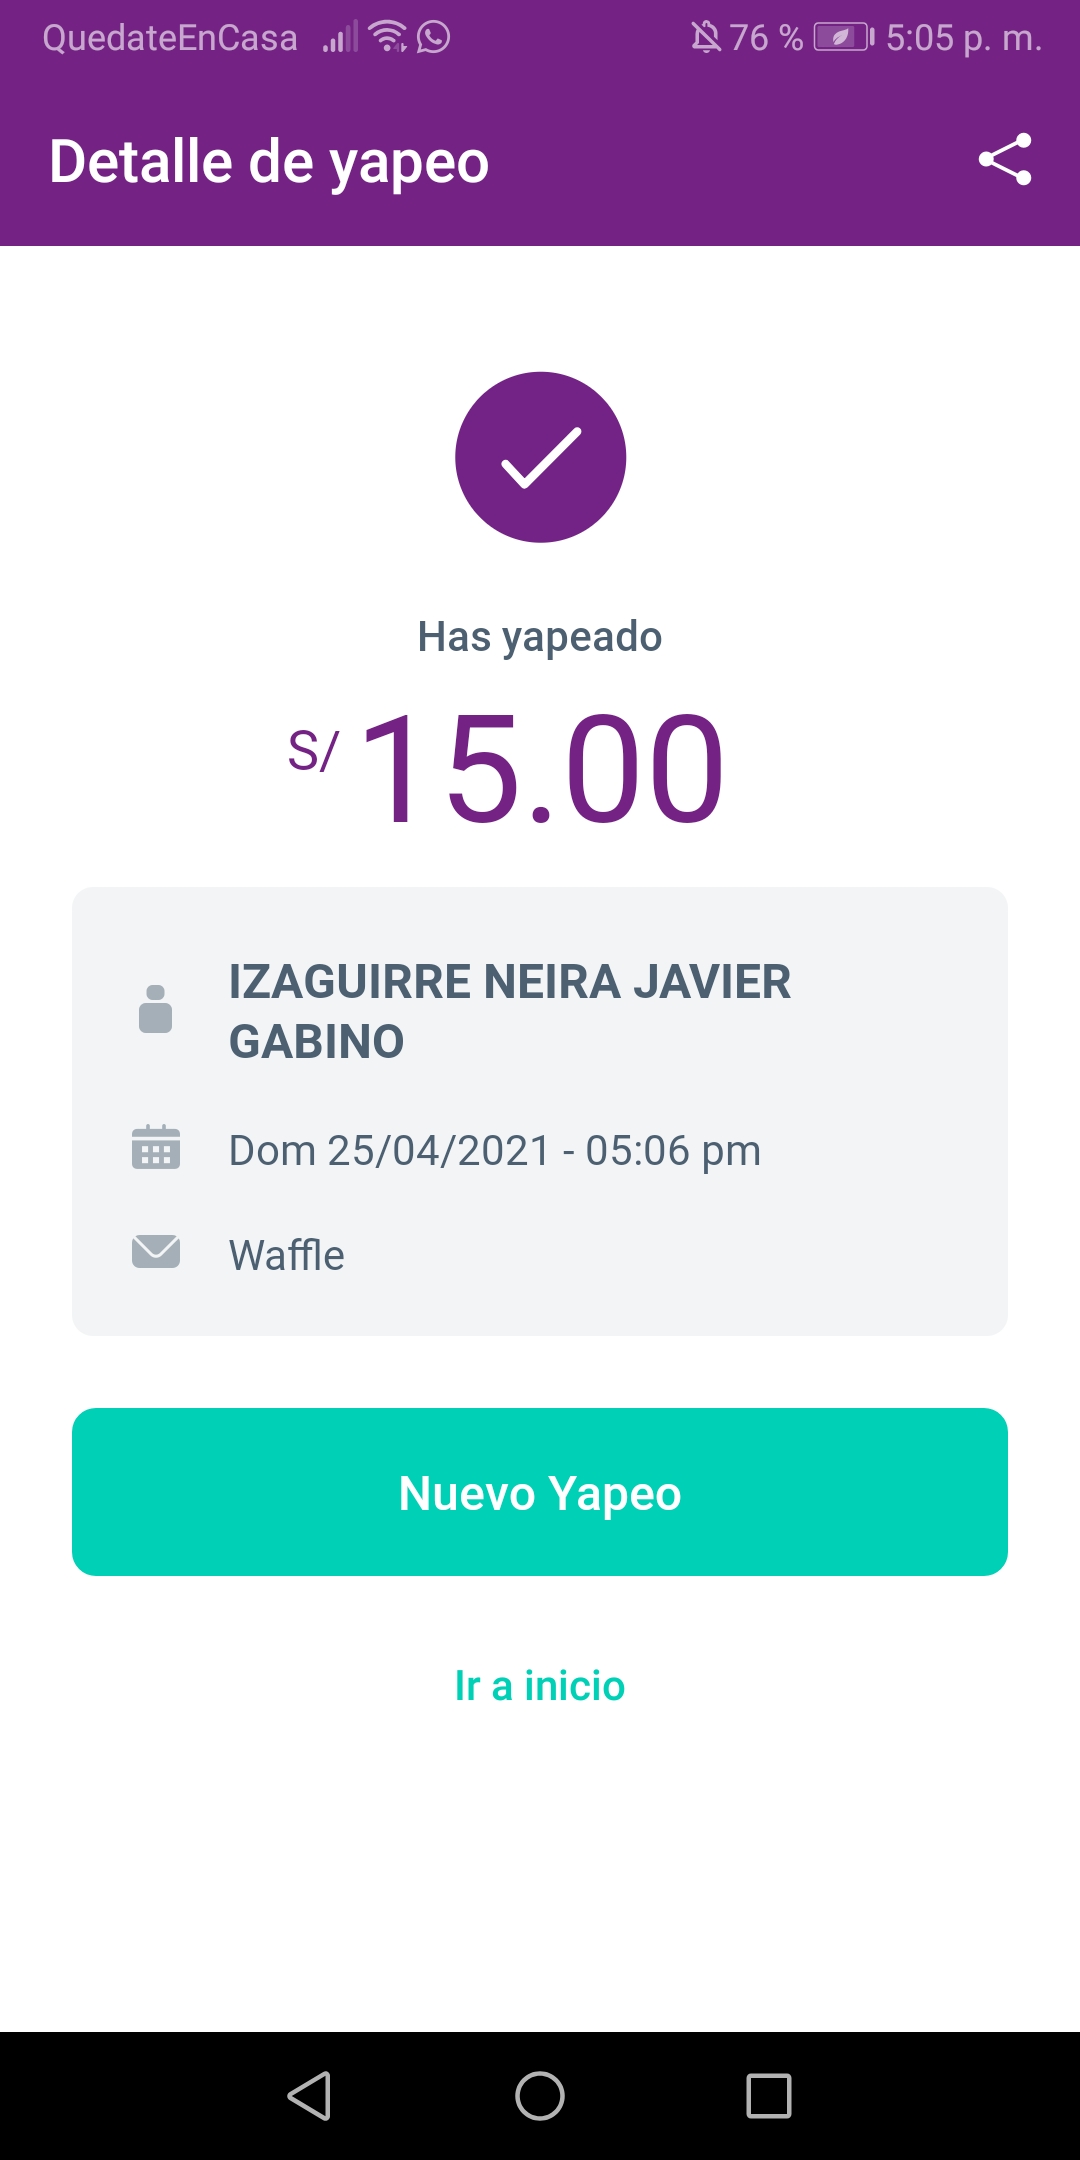 QuedateEnCasa 76 % 5:05 p. m.
Detalle de yapeo
Has yapeado
S/ 15.00
IZAGUIRRE NEIRA JAVIER
GABINO
Dom 25/04/2021 - 05:06 pm
Waffle
Nuevo Yapeo
Ir a inicio